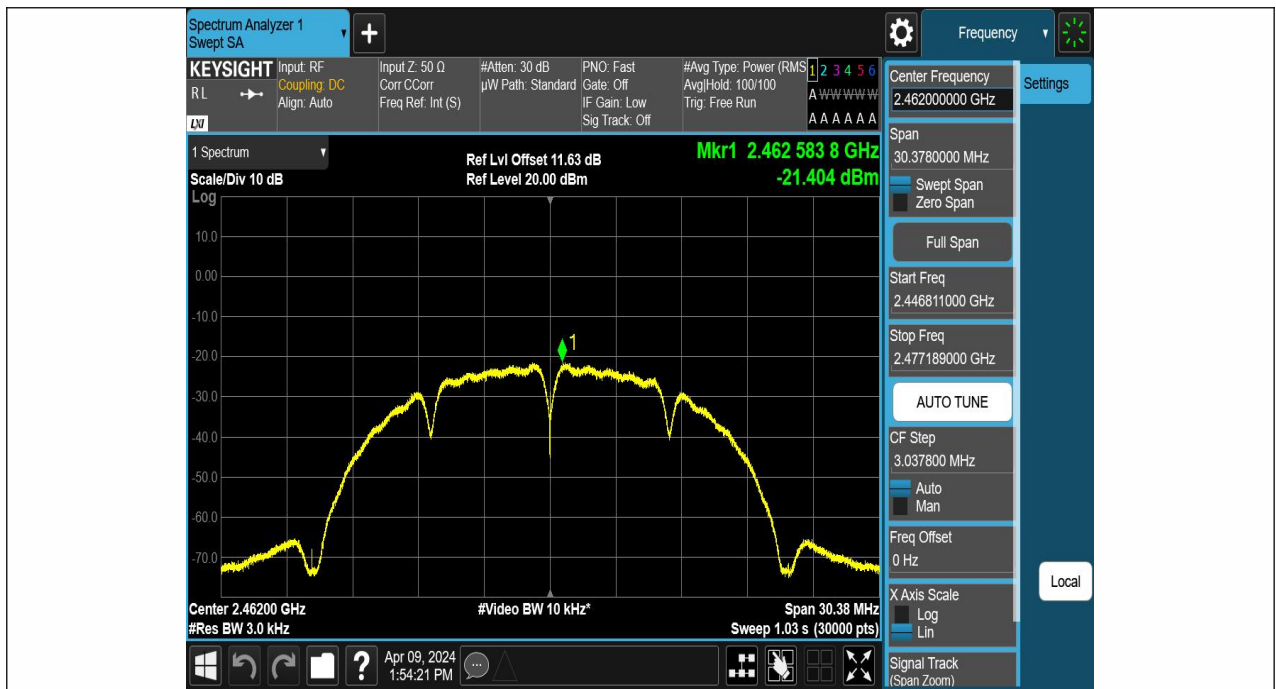 Spectrum Analyzer 1
Swept SA
+
Frequency
KEYSIGHT
RL
LXI
Input: RF
Coupling: DC
Align: Auto
Input Z: 50 Ω
Corr CCorr
Freq Ref: Int (S)
#Atten: 30 dB
µW Path: Standard
PNO: Fast
Gate: Off
IF Gain: Low
Sig Track: Off
#Avg Type: Power (RMS
Avg|Hold: 100/100
Trig: Free Run
1 2 3 4 5 6
A W W W W W
A A A A A A
1 Spectrum
Scale/Div 10 dB
Log
Ref Lvl Offset 11.63 dB
Ref Level 20.00 dBm
Mkr1 2.462 583 8 GHz
-21.404 dBm
10.0
0.00
-10.0
-20.0
-30.0
-40.0
-50.0
-60.0
-70.0
1
Center 2.46200 GHz
#Res BW 3.0 kHz
#Video BW 10 kHz*
Span 30.38 MHz
Sweep 1.03 s (30000 pts)
?
Apr 09, 2024
1:54:21 PM
Center Frequency
2.462000000 GHz
Span
30.3780000 MHz
Swept Span
Zero Span
Full Span
Start Freq
2.446811000 GHz
Stop Freq
2.477189000 GHz
AUTO TUNE
CF Step
3.037800 MHz
Auto
Man
Freq Offset
0 Hz
X Axis Scale
Log
Lin
Signal Track
(Span Zoom)
Settings
Local